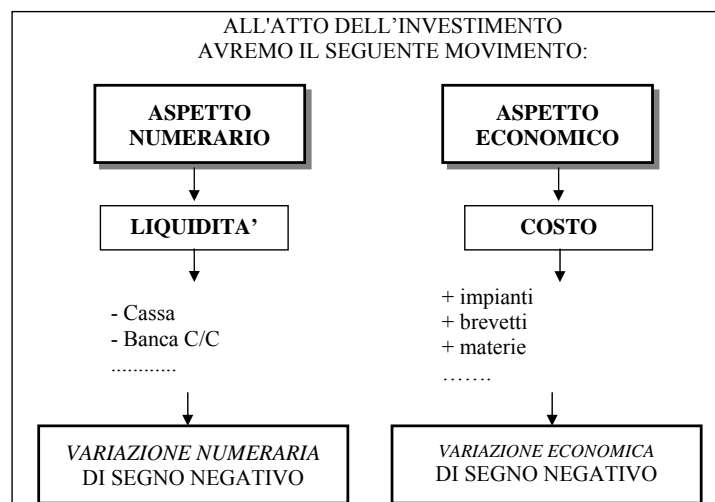 ALL'ATTO DELL’INVESTIMENTO
AVREMO IL SEGUENTE MOVIMENTO:
ASPETTO
NUMERARIO
ASPETTO
ECONOMICO
LIQUIDITA’
COSTO
- Cassa
- Banca C/C
............
+ impianti
+ brevetti
+ materie
…….
VARIAZIONE NUMERARIA
DI SEGNO NEGATIVO
VARIAZIONE ECONOMICA
DI SEGNO NEGATIVO